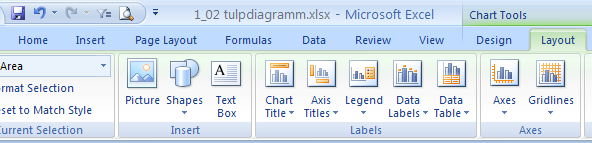 1_02 tulpdiagramm.xlsx - Microsoft Excel
Chart Tools
Home Insert Page Layout Formulas Data Review View Design Layout
Area
ormat Selection
eset to Match Style
Current Selection
Picture Shapes Text Box
Insert
Chart Title Axis Titles Legend Data Labels Data Table
Labels
Axes Gridlines
Axes